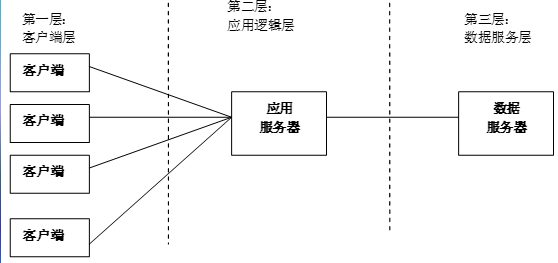 第一层：
客户端层
第二层：
应用逻辑层
第三层：
数据服务层
客户端
客户端
客户端
客户端
应用
服务器
数据
服务器